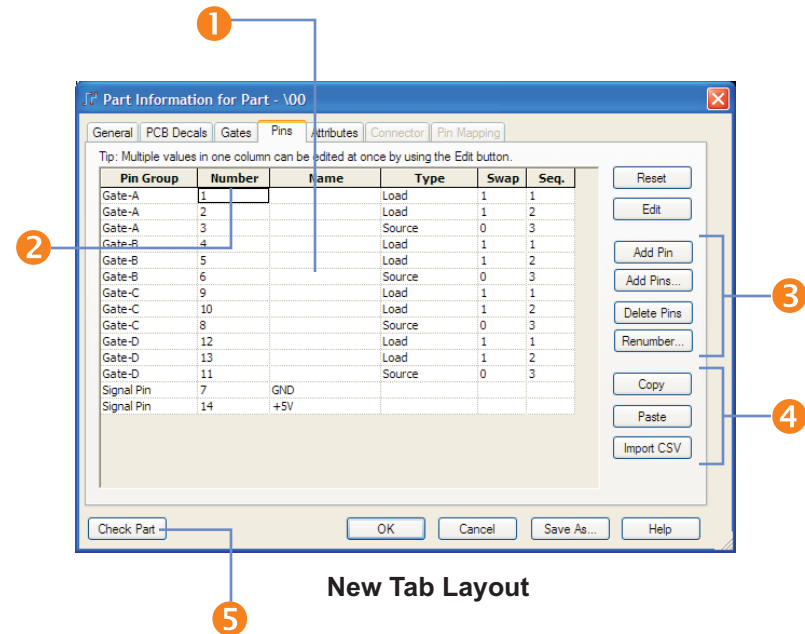 1
Part Information for Part - \00
General PCB Decals Gates Pins Attributes Connector Pin Mapping
Tip: Multiple values in one column can be edited at once by using the Edit button.
Pin Group Number Name Type Swap Seq.
Gate-A 1 Load 1 1
Gate-A 2 Load 1 2
Gate-A 3 Source 0 3
Gate-B 4 Load 1 1
Gate-B 5 Load 1 2
Gate-B 6 Source 0 3
Gate-C 9 Load 1 1
Gate-C 10 Load 1 2
Gate-C 8 Source 0 3
Gate-D 12 Load 1 1
Gate-D 13 Load 1 2
Gate-D 11 Source 0 3
Signal Pin 7 GND
Signal Pin 14 +5V
Reset
Edit
Add Pin
Add Pins...
Delete Pins
Renumber...
Copy
Paste
Import CSV
2
3
4
Check Part OK Cancel Save As... Help
New Tab Layout
5